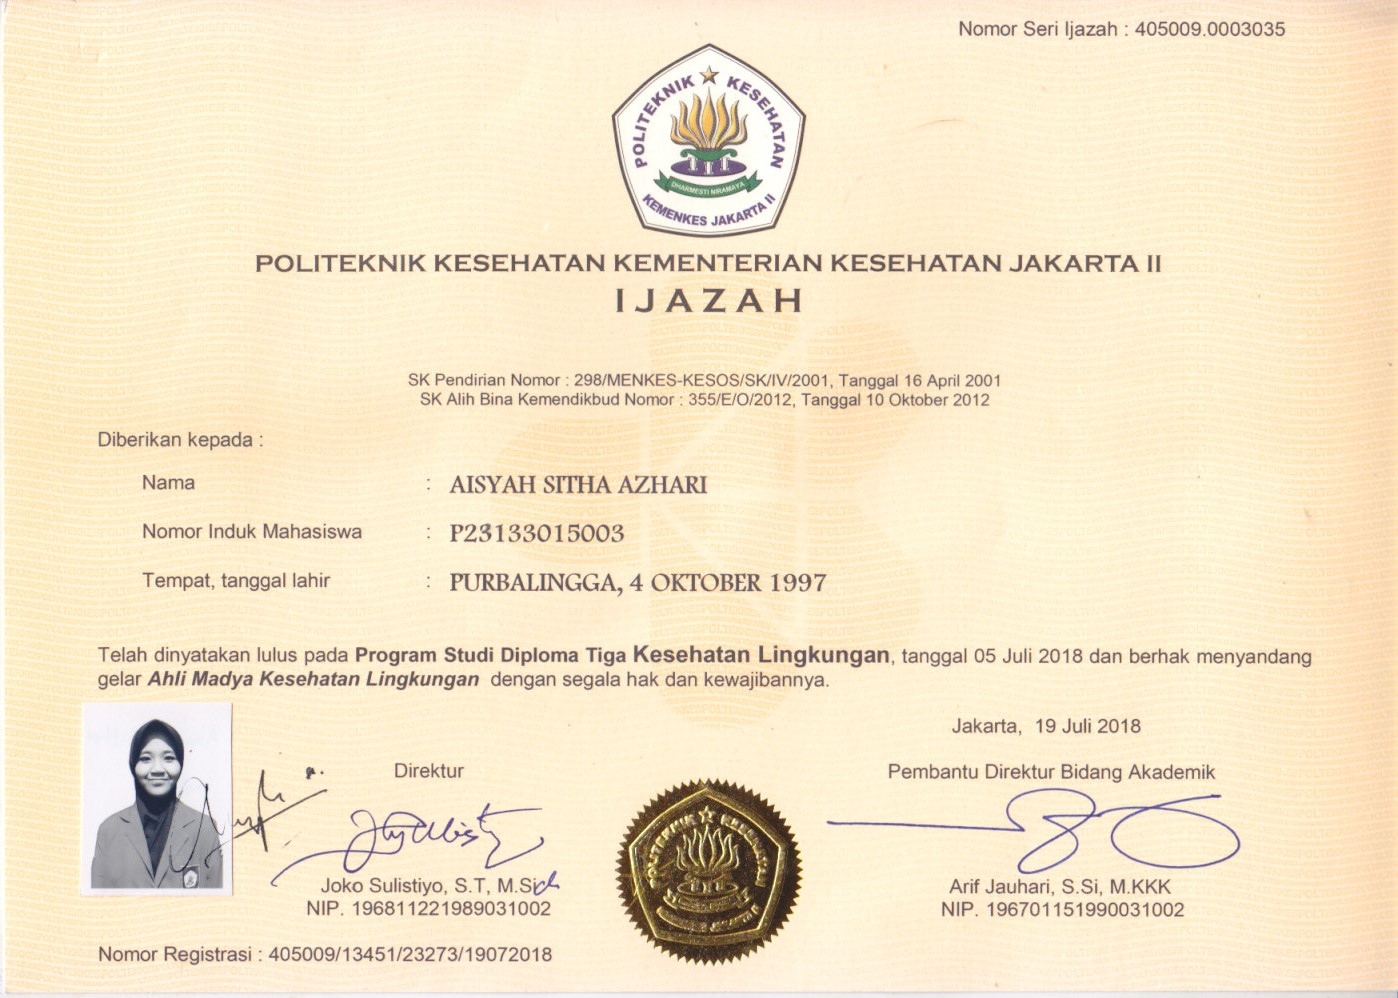 Nomor Seri Ijazah : 405009.0003035
POLITEKNIK KESEHATAN
DHARMESTI NIRAMAYA
KEMENKES JAKARTA II
POLITEKNIK KESEHATAN KEMENTERIAN KESEHATAN JAKARTA II
IJAZAH
SK Pendirian Nomor : 298/MENKES-KESOS/SK/IV/2001, Tanggal 16 April 2001
SK Alih Bina Kemendikbud Nomor : 355/E/O/2012, Tanggal 10 Oktober 2012
Diberikan kepada :
Nama : AISYAH SITHA AZHARI
Nomor Induk Mahasiswa : P23133015003
Tempat, tanggal lahir : PURBALINGGA, 4 OKTOBER 1997
Telah dinyatakan lulus pada Program Studi Diploma Tiga Kesehatan Lingkungan, tanggal 05 Juli 2018 dan berhak menyandang
gelar Ahli Madya Kesehatan Lingkungan dengan segala hak dan kewajibannya.
Jakarta, 19 Juli 2018
Direktur
Pembantu Direktur Bidang Akademik
POLITEKNIK KESEHATAN
Joko Sulistiyo, S.T, M.Si
NIP. 196811221989031002
Arif Jauhari, S.Si, M.KKK
NIP. 196701151990031002
Nomor Registrasi : 405009/13451/23273/19072018